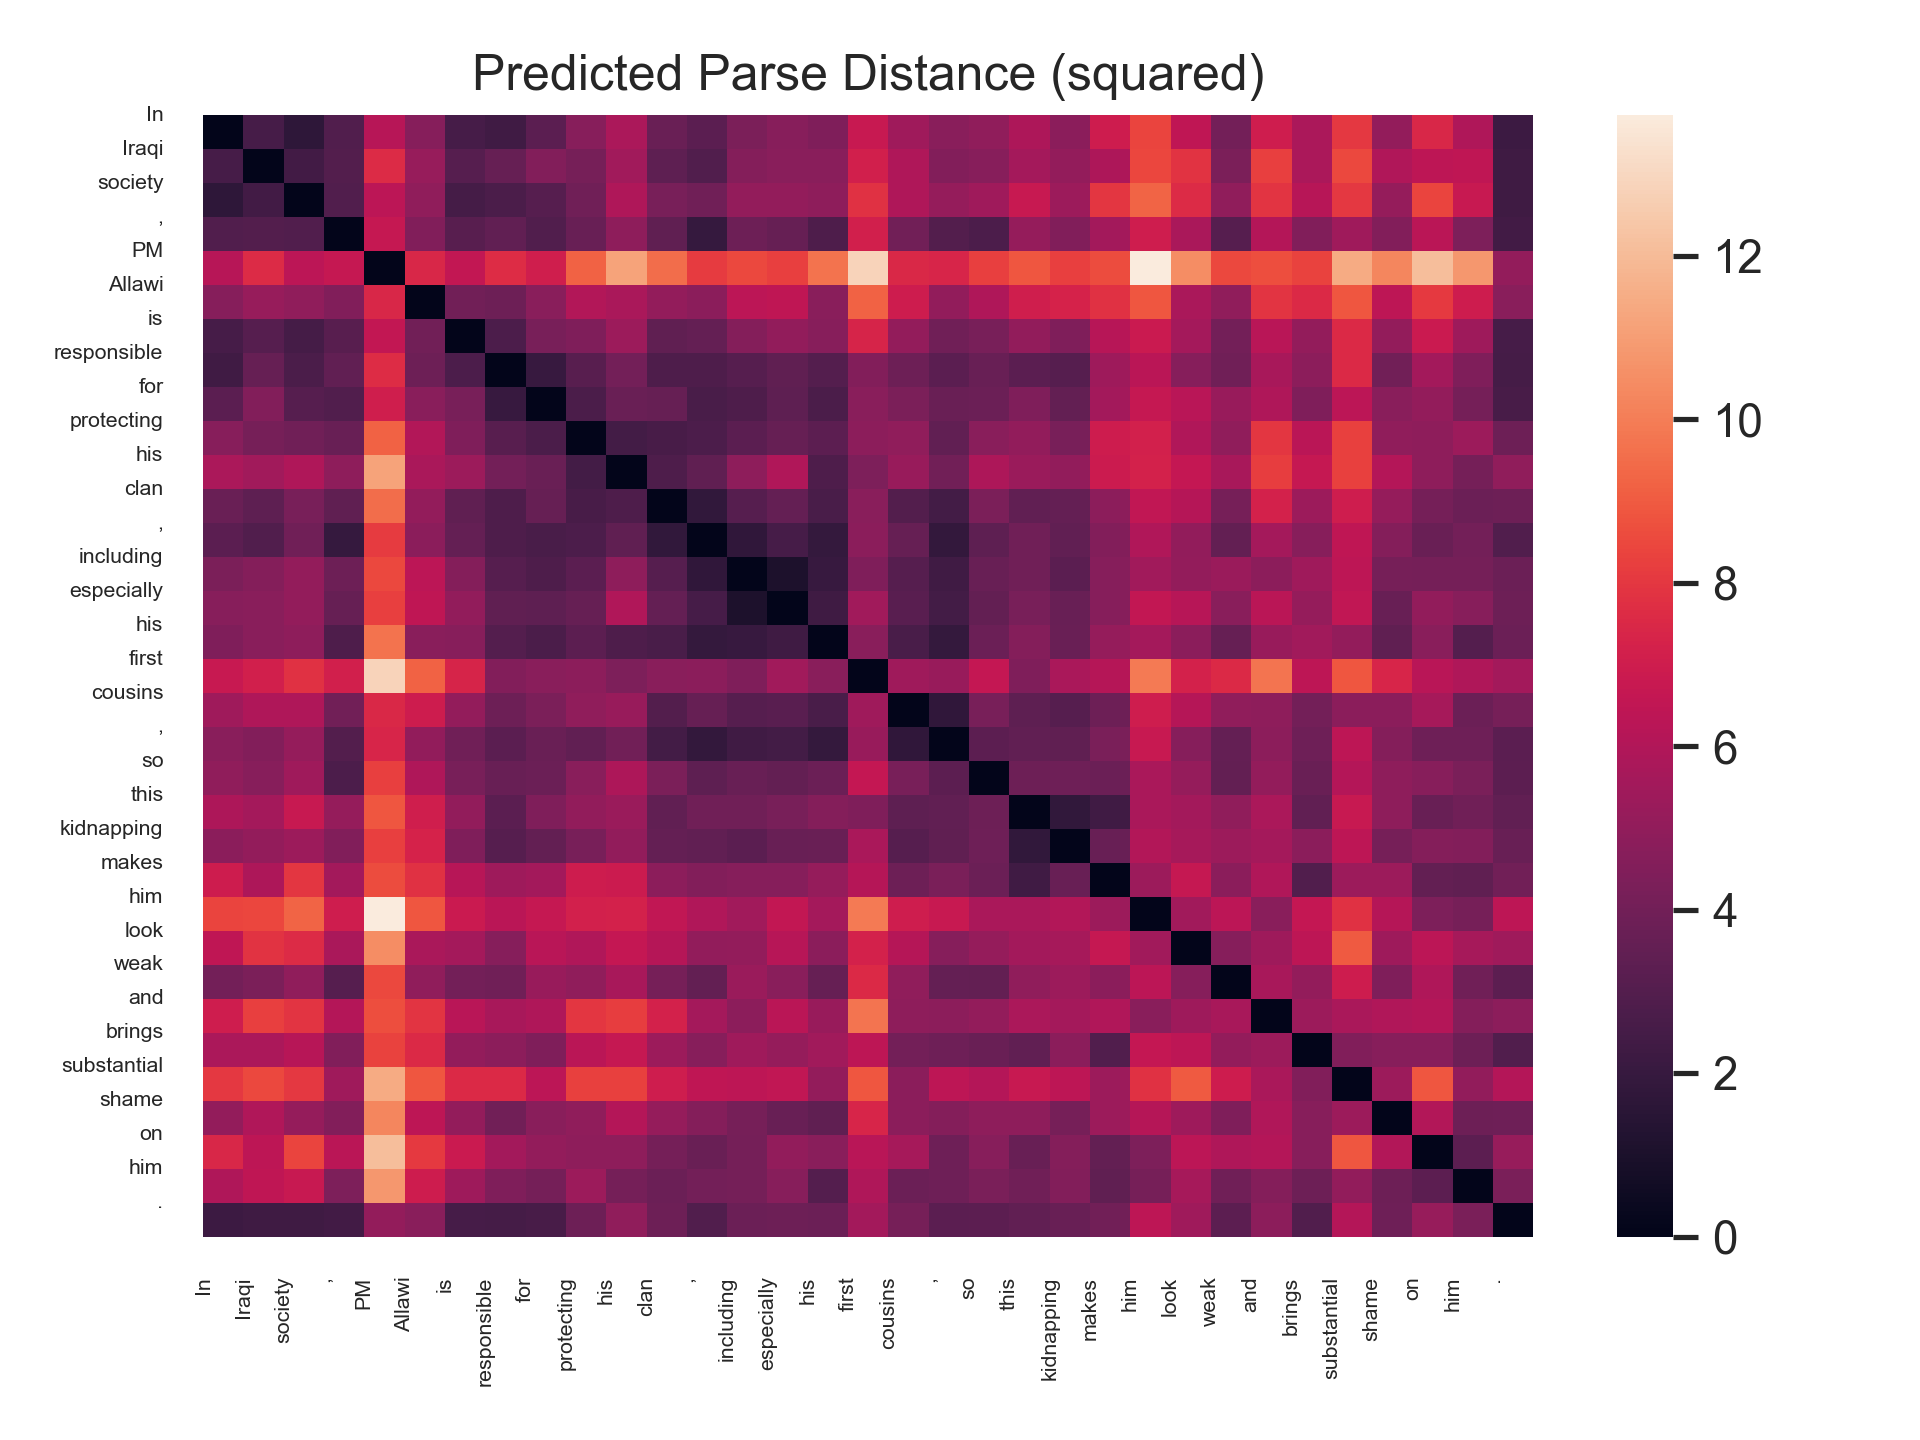 Predicted Parse Distance (squared)
In
Iraqi
society
,
PM
Allawi
is
responsible
for
protecting
his
clan
,
including
especially
his
first
cousins
,
so
this
kidnapping
makes
him
look
weak
and
brings
substantial
shame
on
him
.
12
10
8
6
4
2
0
In
Iraqi
society
,
PM
Allawi
is
responsible
for
protecting
his
clan
,
including
especially
his
first
cousins
,
so
this
kidnapping
makes
him
look
weak
and
brings
substantial
shame
on
him
.